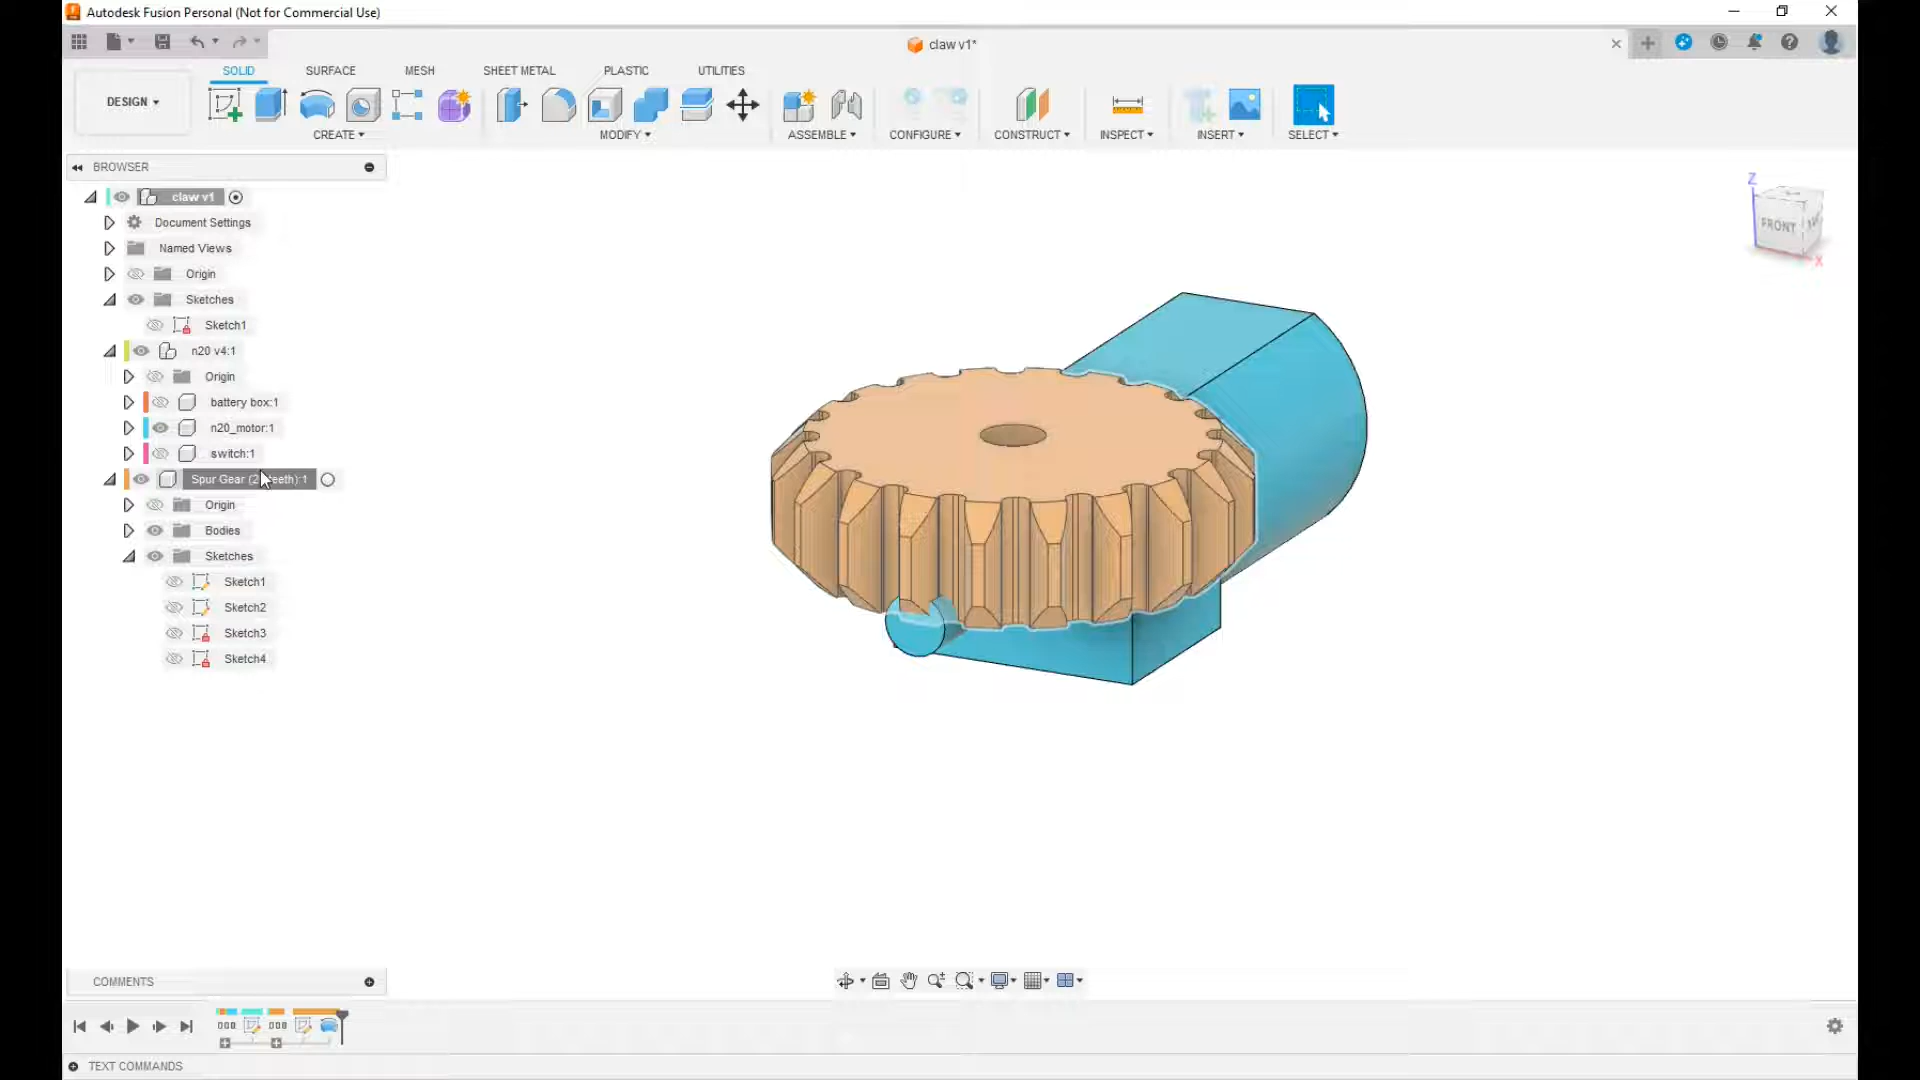 Autodesk Fusion Personal (Not for Commercial Use)
claw v1*
SOLID SURFACE MESH SHEET METAL PLASTIC UTILITIES
DESIGN
CREATE MODIFY ASSEMBLE CONFIGURE CONSTRUCT INSPECT INSERT SELECT
BROWSER
claw v1
Document Settings
Named Views
Origin
Sketches
Sketch1
n20 v4:1
Origin
battery box:1
n20_motor:1
switch:1
Spur Gear
Origin
Bodies
Sketches
Sketch1
Sketch2
Sketch3
Sketch4
Z
FRONT
X
COMMENTS
TEXT COMMANDS